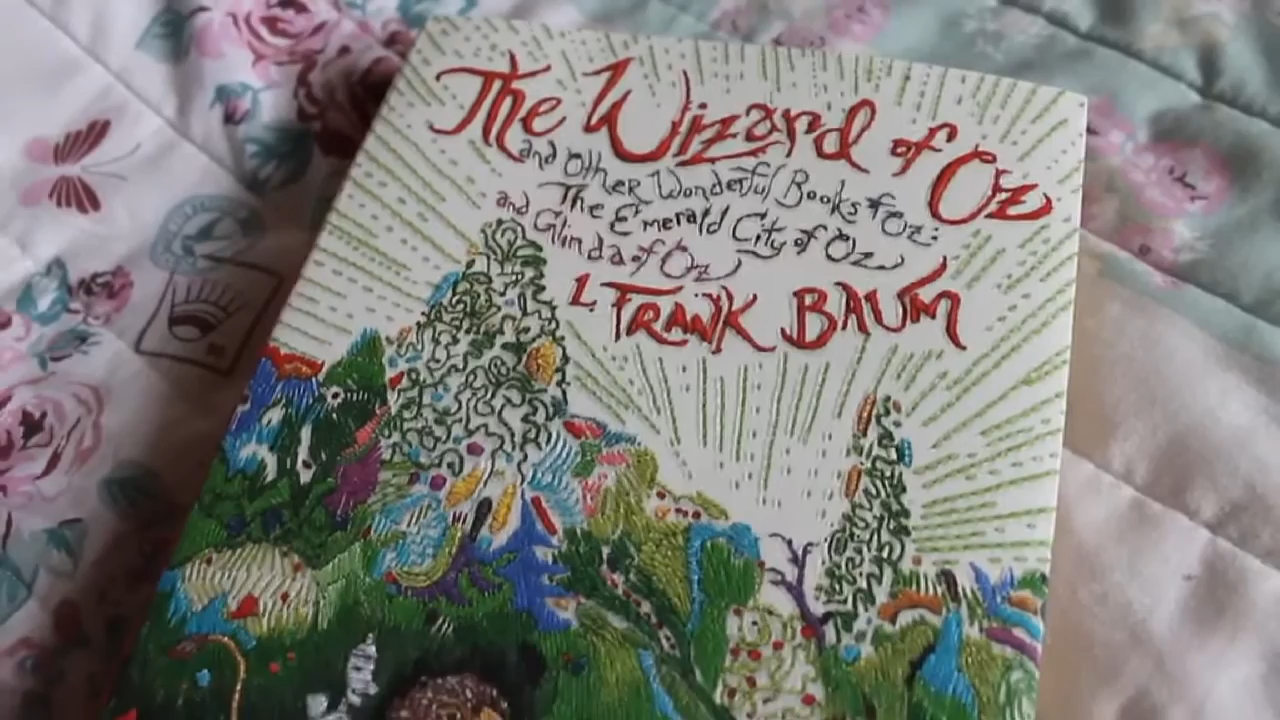 The Wizard of Oz
and Other Wonderful Books of Oz:
The Emerald City of Oz
and Glinda of Oz
L. FRANK BAUM